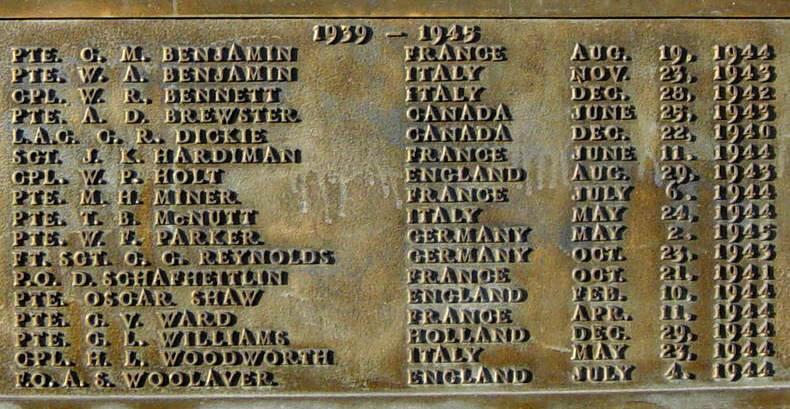 1939 – 1945
PTE. G. M. BENJAMIN FRANCE AUG. 19, 1944
PTE. W. A. BENJAMIN ITALY NOV. 23, 1943
CPL. W. R. BENNETT ITALY DEC. 28, 1942
PTE. A. D. BREWSTER CANADA JUNE 25, 1943
L.A.C. G. R. DICKIE CANADA DEC. 22, 1940
SGT. J. K. HARDIMAN FRANCE JUNE 11, 1944
CPL. W. P. HOLT ENGLAND AUG. 29, 1943
PTE. M. H. MINER FRANCE JULY 6, 1944
PTE. T. B. McNUTT ITALY MAY 24, 1944
PTE. W. F. PARKER GERMANY MAY 2, 1945
FT. SGT. C. G. REYNOLDS GERMANY OCT. 23, 1943
P.O. D. SCHAFHEITLIN FRANCE OCT. 21, 1941
PTE. OSCAR SHAW ENGLAND FEB. 10, 1944
PTE. C. V. WARD FRANCE APR. 11, 1944
PTE. G. L. WILLIAMS HOLLAND DEC. 29, 1944
CPL. H. L. WOODWORTH ITALY MAY 23, 1944
F.O. A. S. WOOLAVER ENGLAND JULY 4, 1944